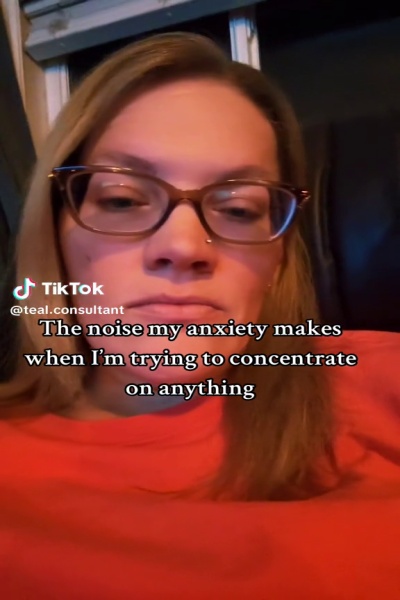 TikTok
@teal.consultant
The noise my anxiety makes
when I'm trying to concentrate
on anything